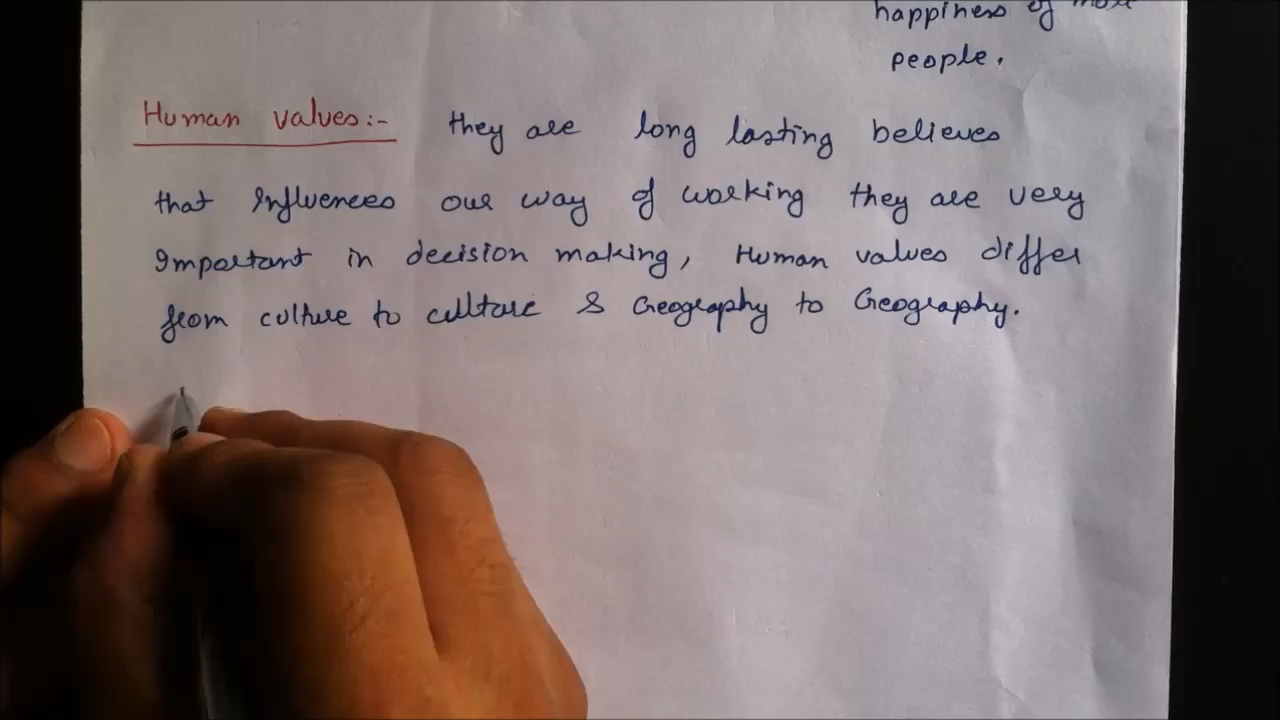 happiness of more
people.
Human values:- they are long lasting believes
that Influences our way of working they are very
Important in decision making, Human values differ
from culture to culture & Geography to Geography.